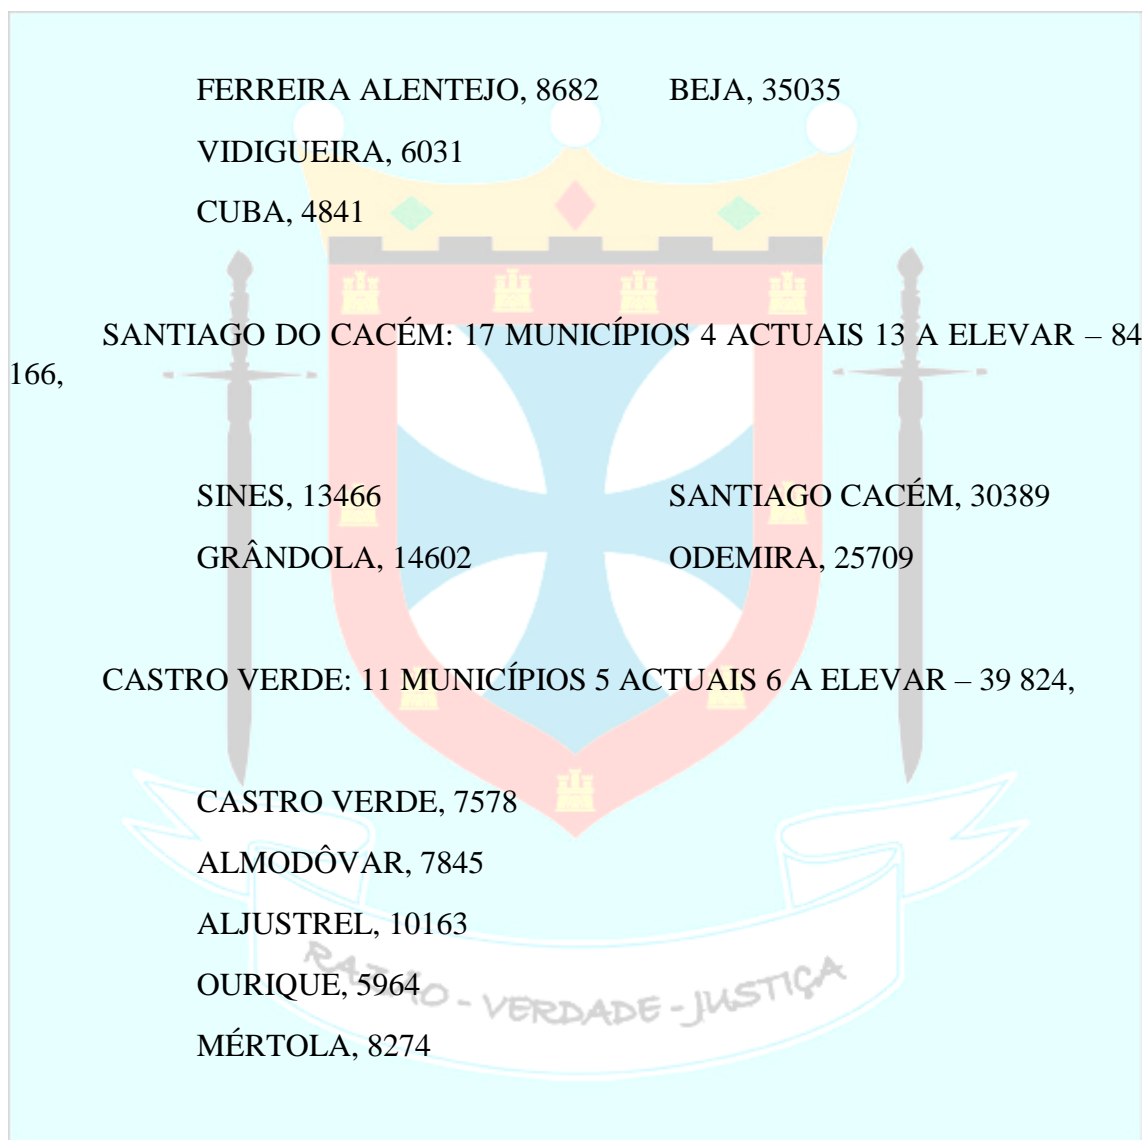 FERREIRA ALENTEJO, 8682 BEJA, 35035
VIDIGUEIRA, 6031
CUBA, 4841
SANTIAGO DO CACÉM: 17 MUNICÍPIOS 4 ACTUAIS 13 A ELEVAR – 84
166,
SINES, 13466 SANTIAGO CACÉM, 30389
GRÂNDOLA, 14602 ODEMIRA, 25709
CASTRO VERDE: 11 MUNICÍPIOS 5 ACTUAIS 6 A ELEVAR – 39 824,
CASTRO VERDE, 7578
ALMODÔVAR, 7845
ALJUSTREL, 10163
OURIQUE, 5964
MÉRTOLA, 8274
RAZÃO - VERDADE - JUSTIÇA